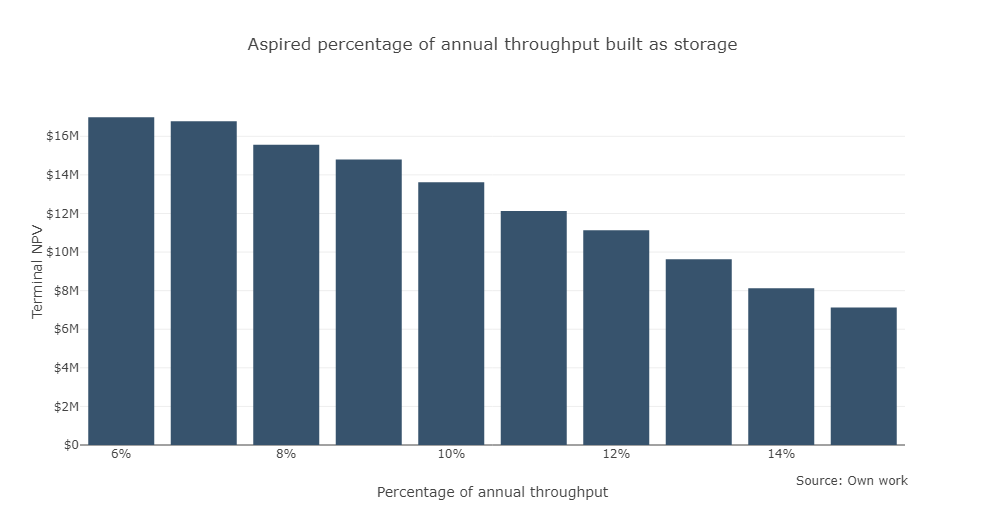 Aspired percentage of annual throughput built as storage
Terminal NPV
$16M
$14M
$12M
$10M
$8M
$6M
$4M
$2M
$0
6%
8%
10%
12%
14%
Source: Own work
Percentage of annual throughput